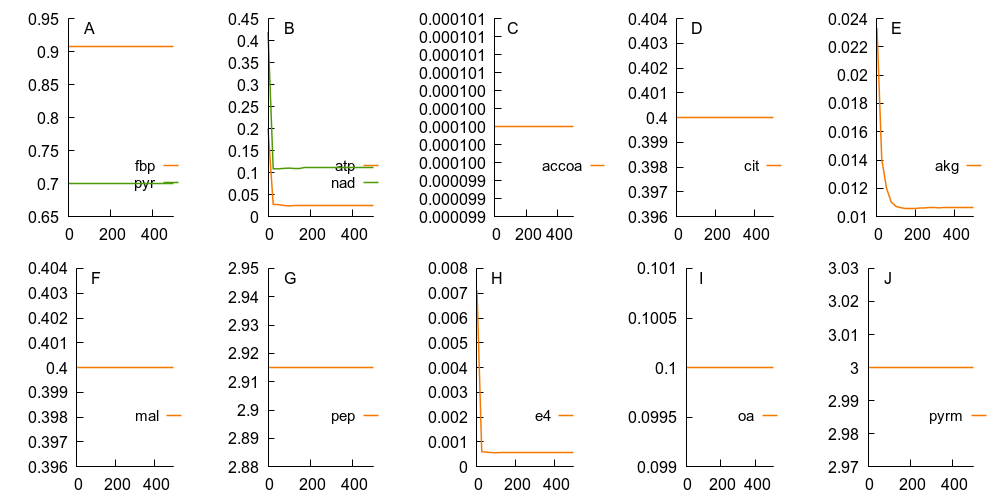 A
0.95
0.9
0.85
0.8
0.75
0.7
0.65
fbp
pyr
0 200 400
B
0.45
0.4
0.35
0.3
0.25
0.2
0.15
0.1
0.05
0
atp
nad
0 200 400
C
0.000101
0.000101
0.000101
0.000101
0.000100
0.000100
0.000100
0.000100
0.000100
0.000099
0.000099
0.000099
accoa
0 200 400
D
0.404
0.403
0.402
0.401
0.4
0.399
0.398
0.397
0.396
cit
0 200 400
E
0.024
0.022
0.02
0.018
0.016
0.014
0.012
0.01
akg
0 200 400
F
0.404
0.403
0.402
0.401
0.4
0.399
0.398
0.397
0.396
mal
0 200 400
G
2.95
2.94
2.93
2.92
2.91
2.9
2.89
2.88
pep
0 200 400
H
0.008
0.007
0.006
0.005
0.004
0.003
0.002
0.001
0
e4
0 200 400
I
0.101
0.1005
0.1
0.0995
0.099
oa
0 200 400
J
3.03
3.02
3.01
3
2.99
2.98
2.97
pyrm
0 200 400